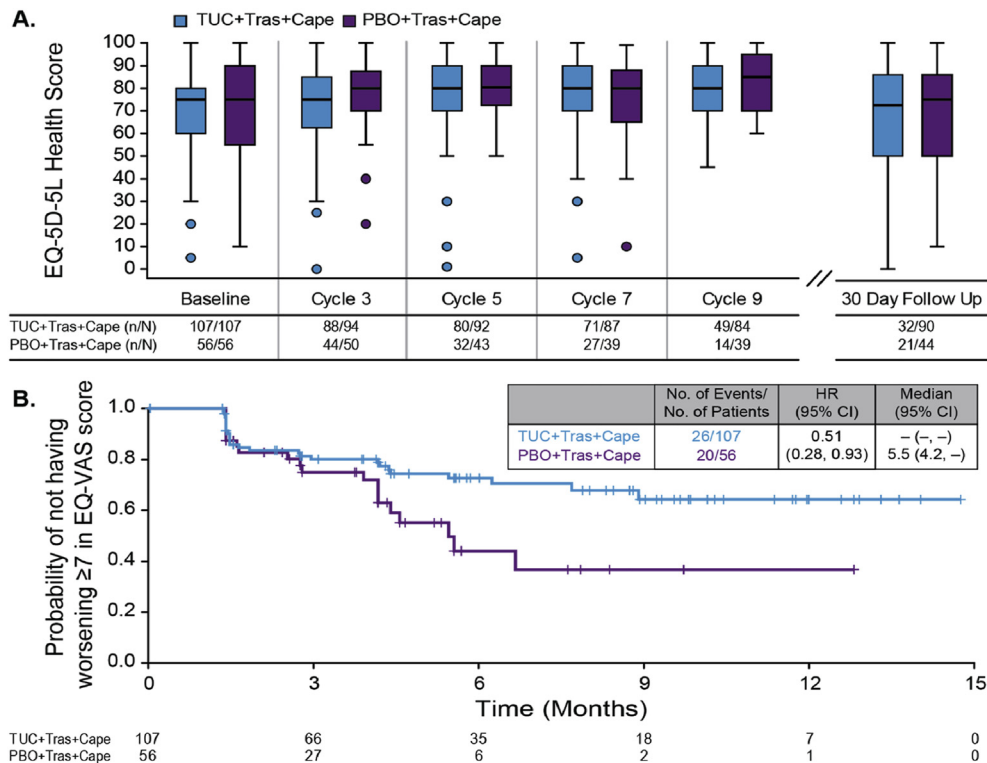 A.
TUC+Tras+Cape PBO+Tras+Cape
EQ-5D-5L Health Score
100
90
80
70
60
50
40
30
20
10
0
Baseline Cycle 3 Cycle 5 Cycle 7 Cycle 9 // 30 Day Follow Up
TUC+Tras+Cape (n/N) 107/107 88/94 80/92 71/87 49/84 32/90
PBO+Tras+Cape (n/N) 56/56 44/50 32/43 27/39 14/39 21/44
B.
No. of Events/ HR Median
No. of Patients (95% CI) (95% CI)
TUC+Tras+Cape 26/107 0.51 – (–, –)
PBO+Tras+Cape 20/56 (0.28, 0.93) 5.5 (4.2, –)
Probability of not having
worsening ≥7 in EQ-VAS score
1.0
0.8
0.6
0.4
0.2
0.0
0 3 6 9 12 15
Time (Months)
TUC+Tras+Cape 107 66 35 18 7 0
PBO+Tras+Cape 56 27 6 2 1 0